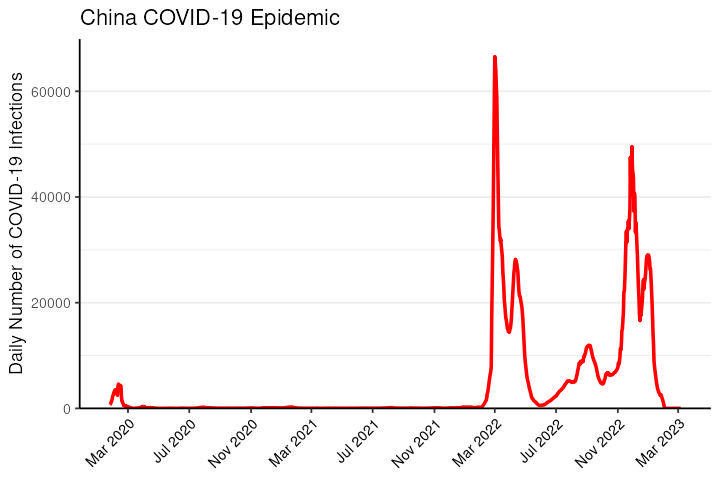 China COVID-19 Epidemic
Daily Number of COVID-19 Infections
60000
40000
20000
0
Mar 2020
Jul 2020
Nov 2020
Mar 2021
Jul 2021
Nov 2021
Mar 2022
Jul 2022
Nov 2022
Mar 2023